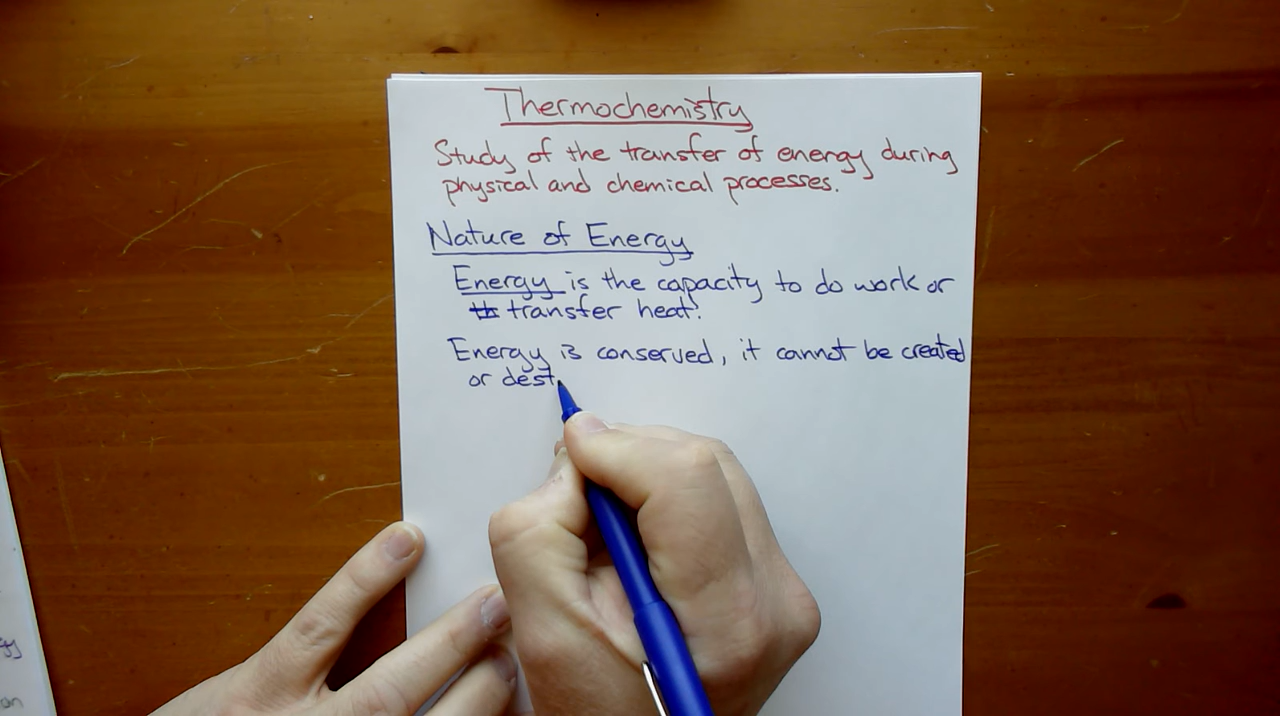 Thermochemistry
Study of the transfer of energy during
physical and chemical processes.
Nature of Energy
Energy is the capacity to do work or
transfer heat.
Energy is conserved, it cannot be created
or dest